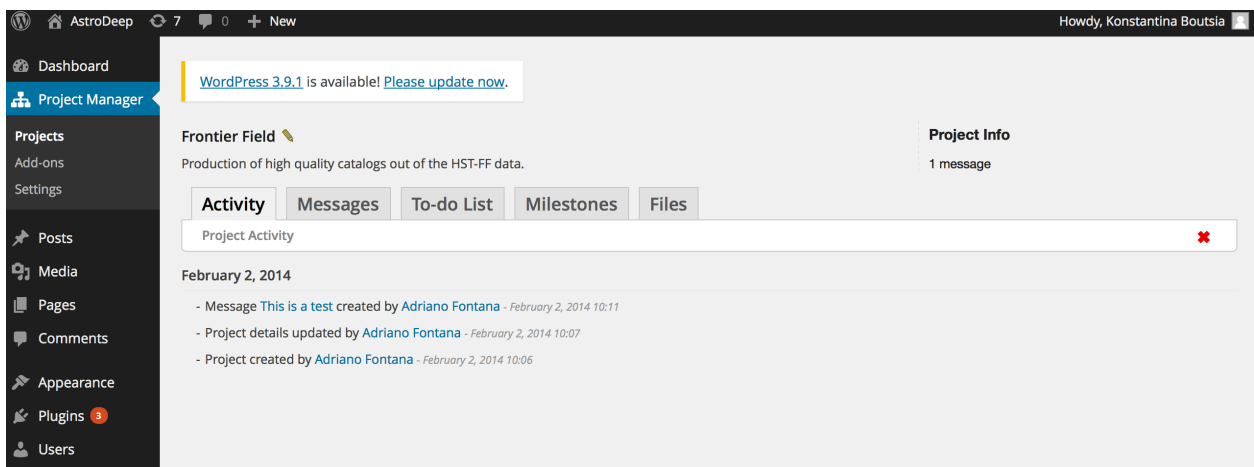 AstroDeep 7 0 + New Howdy, Konstantina Boutsia
Dashboard
Project Manager
Projects
Add-ons
Settings
Posts
Media
Pages
Comments
Appearance
Plugins 3
Users
WordPress 3.9.1 is available! Please update now.
Frontier Field
Production of high quality catalogs out of the HST-FF data.
Project Info
1 message
Activity Messages To-do List Milestones Files
Project Activity
February 2, 2014
- Message This is a test created by Adriano Fontana - February 2, 2014 10:11
- Project details updated by Adriano Fontana - February 2, 2014 10:07
- Project created by Adriano Fontana - February 2, 2014 10:06